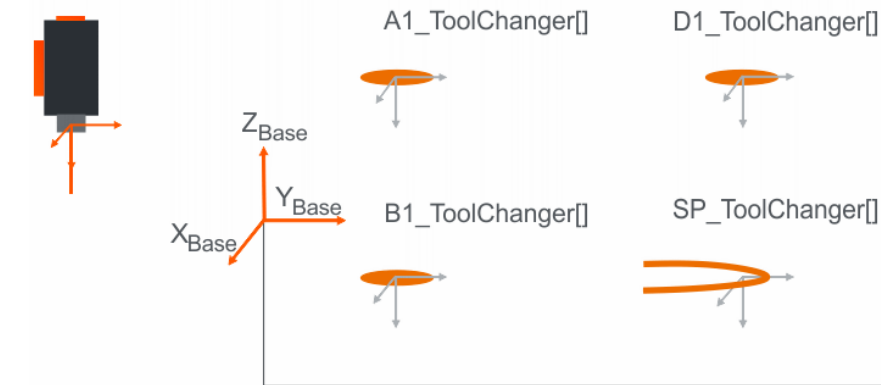 A1_ToolChanger[]
D1_ToolChanger[]
ZBase
YBase
XBase
B1_ToolChanger[]
SP_ToolChanger[]